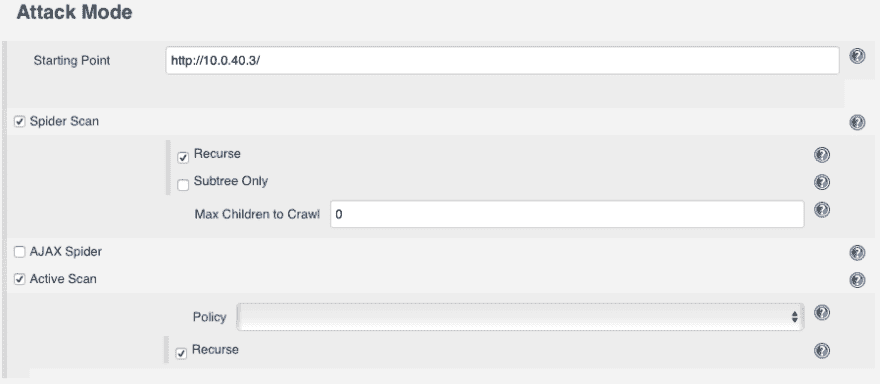 Attack Mode
Starting Point http://10.0.40.3/
Spider Scan
Recurse
Subtree Only
Max Children to Crawl 0
AJAX Spider
Active Scan
Policy
Recurse